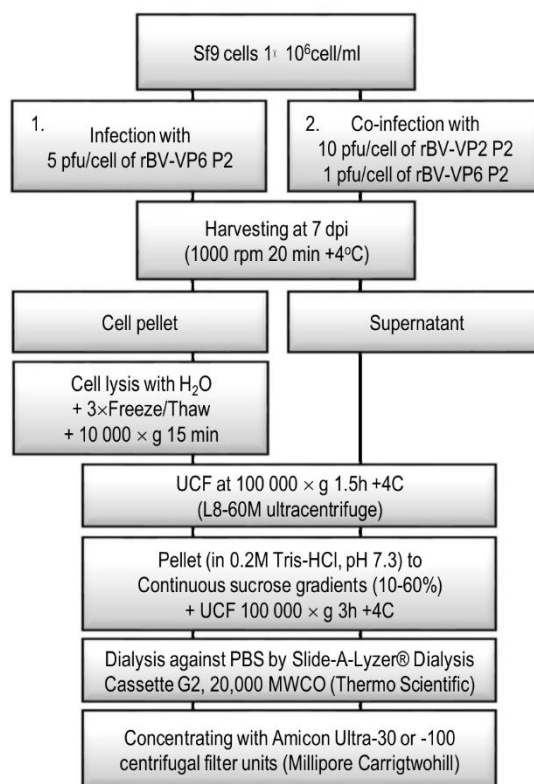 Sf9 cells 1× 10⁶cell/ml
1.
Infection with
5 pfu/cell of rBV-VP6 P2
2.
Co-infection with
10 pfu/cell of rBV-VP2 P2
1 pfu/cell of rBV-VP6 P2
Harvesting at 7 dpi
(1000 rpm 20 min +4ºC)
Cell pellet
Supernatant
Cell lysis with H₂O
+ 3×Freeze/Thaw
+ 10 000 × g 15 min
UCF at 100 000 × g 1.5h +4C
(L8-60M ultracentrifuge)
Pellet (in 0.2M Tris-HCl, pH 7.3) to
Continuous sucrose gradients (10-60%)
+ UCF 100 000 × g 3h +4C
Dialysis against PBS by Slide-A-Lyzer® Dialysis
Cassette G2, 20,000 MWCO (Thermo Scientific)
Concentrating with Amicon Ultra-30 or -100
centrifugal filter units (Millipore Carrigtwohill)